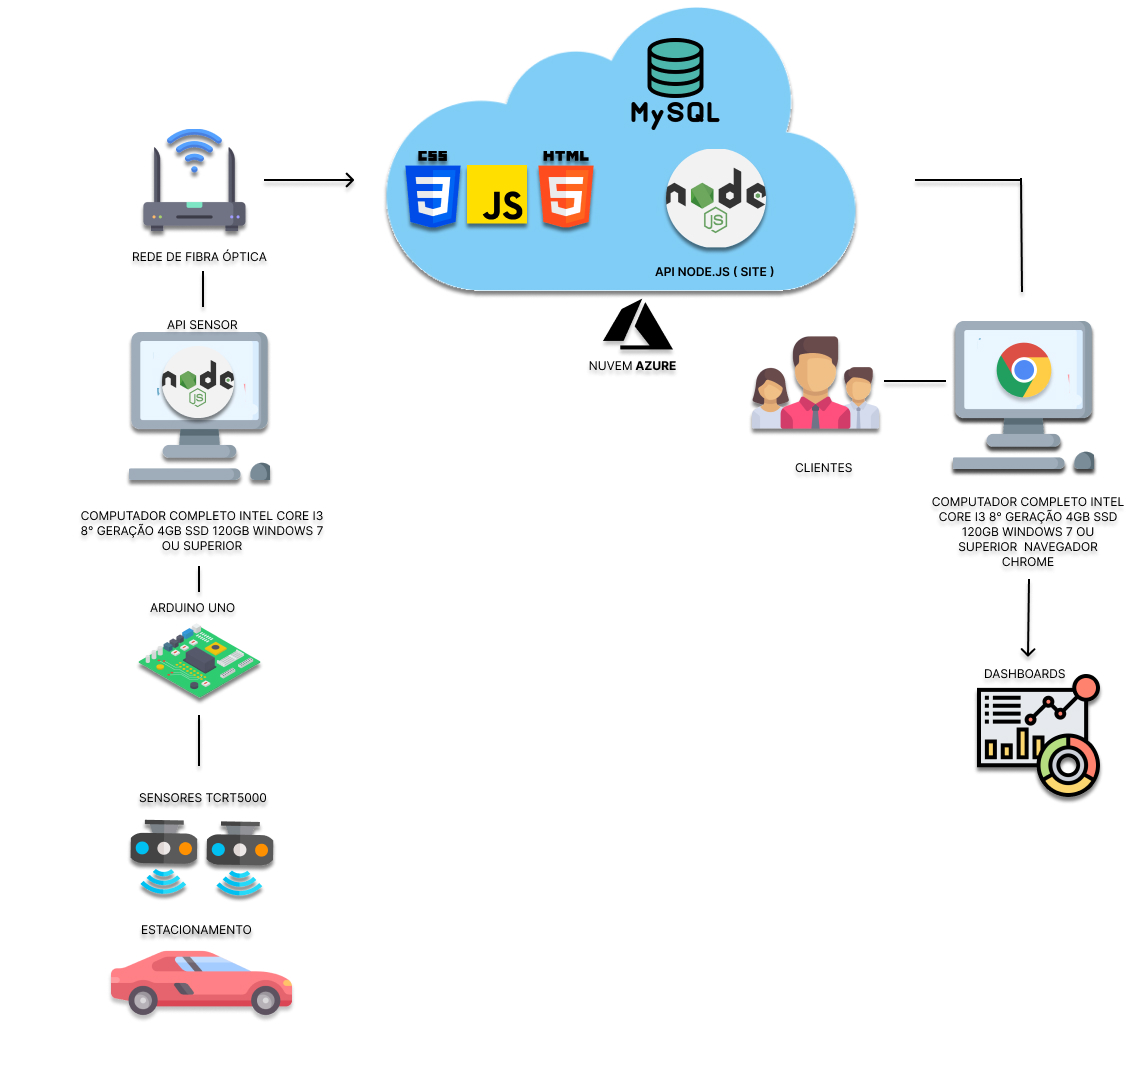 MySQL
CSS
HTML
JS
node
JS
API NODE.JS ( SITE )
NUVEM AZURE
REDE DE FIBRA ÓPTICA
API SENSOR
node
JS
COMPUTADOR COMPLETO INTEL CORE I3
8° GERAÇÃO 4GB SSD 120GB WINDOWS 7
OU SUPERIOR
ARDUINO UNO
SENSORES TCRT5000
ESTACIONAMENTO
CLIENTES
COMPUTADOR COMPLETO INTEL
CORE I3 8° GERAÇÃO 4GB SSD
120GB WINDOWS 7 OU
SUPERIOR  NAVEGADOR
CHROME
DASHBOARDS